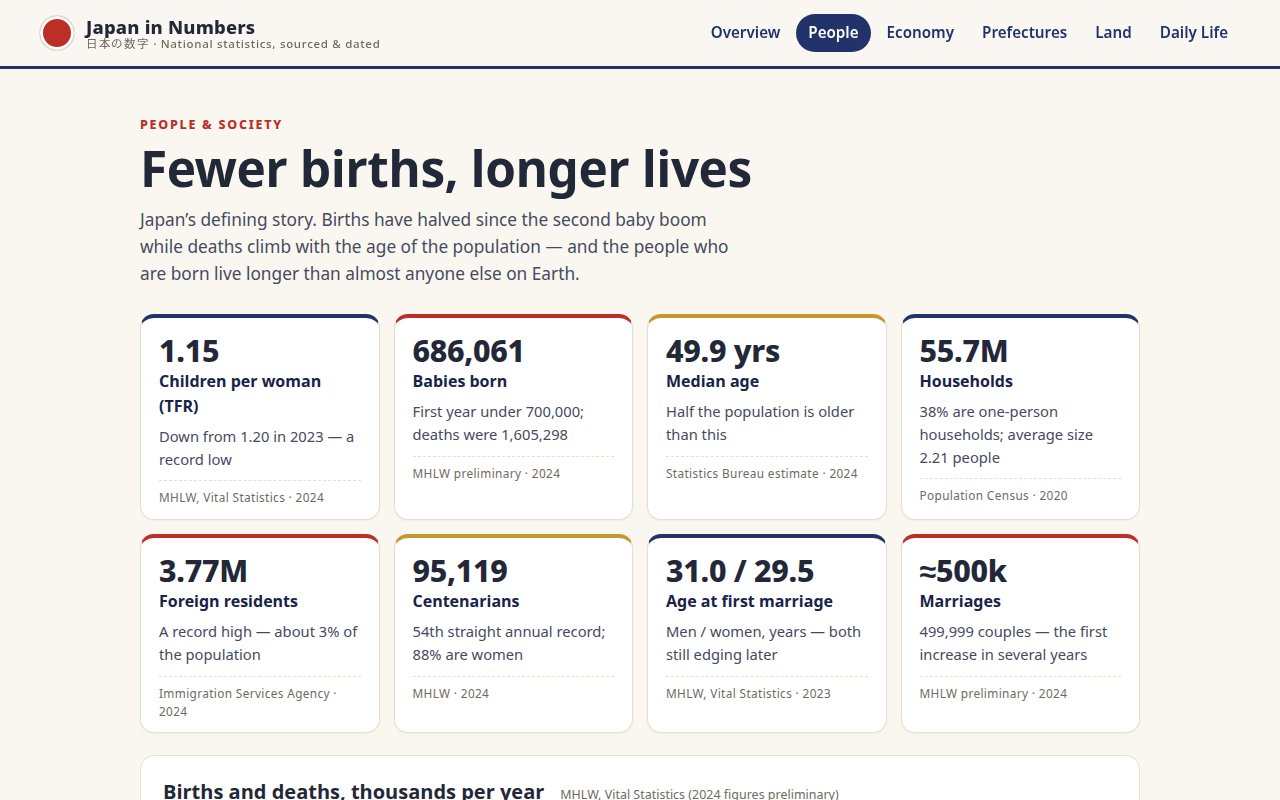 Japan in Numbers
日本の数字 · National statistics, sourced & dated
Overview People Economy Prefectures Land Daily Life
PEOPLE & SOCIETY
Fewer births, longer lives
Japan’s defining story. Births have halved since the second baby boom
while deaths climb with the age of the population — and the people who
are born live longer than almost anyone else on Earth.
1.15
Children per woman
(TFR)
Down from 1.20 in 2023 — a
record low
MHLW, Vital Statistics · 2024
686,061
Babies born
First year under 700,000;
deaths were 1,605,298
MHLW preliminary · 2024
49.9 yrs
Median age
Half the population is older
than this
Statistics Bureau estimate · 2024
55.7M
Households
38% are one-person
households; average size
2.21 people
Population Census · 2020
3.77M
Foreign residents
A record high — about 3% of
the population
Immigration Services Agency ·
2024
95,119
Centenarians
54th straight annual record;
88% are women
MHLW · 2024
31.0 / 29.5
Age at first marriage
Men / women, years — both
still edging later
MHLW, Vital Statistics · 2023
≈500k
Marriages
499,999 couples — the first
increase in several years
MHLW preliminary · 2024
Births and deaths, thousands per year MHLW, Vital Statistics (2024 figures preliminary)